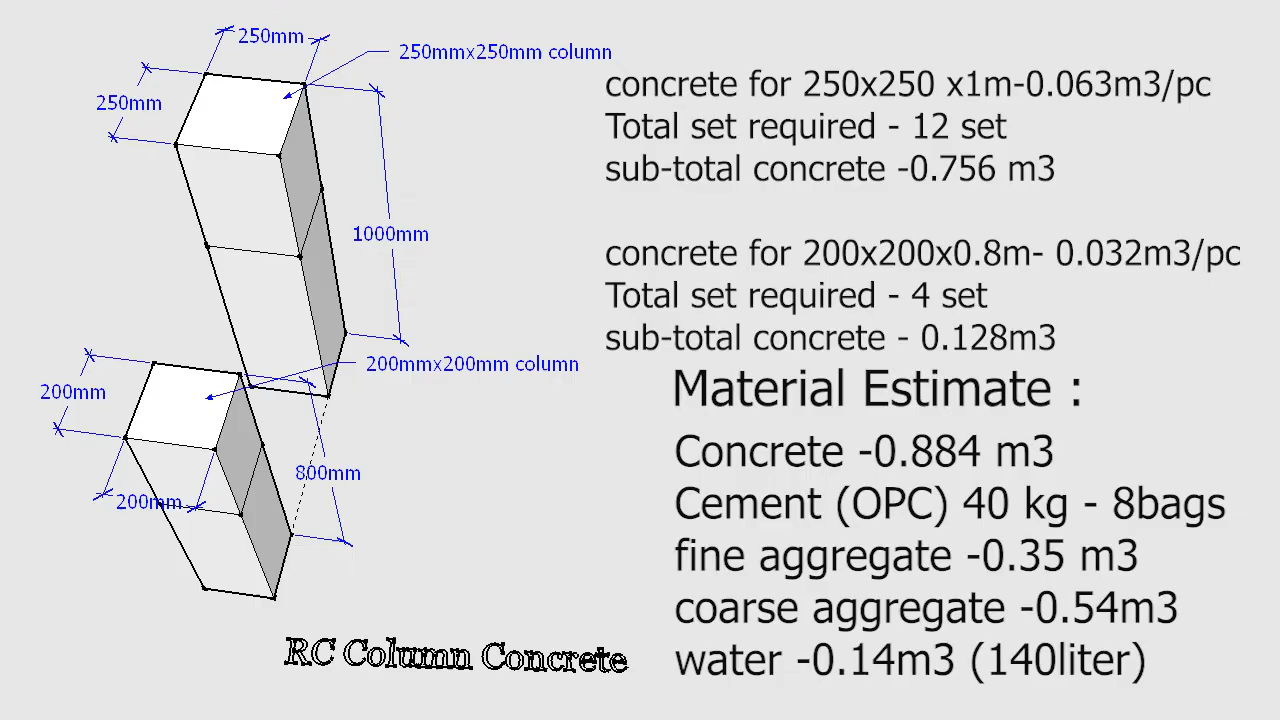 250mm
250mmx250mm column
250mm
1000mm
200mmx200mm column
200mm
800mm
200mm
RC Column Concrete
concrete for 250x250 x1m-0.063m3/pc
Total set required - 12 set
sub-total concrete -0.756 m3
concrete for 200x200x0.8m- 0.032m3/pc
Total set required - 4 set
sub-total concrete - 0.128m3
Material Estimate :
Concrete -0.884 m3
Cement (OPC) 40 kg - 8bags
fine aggregate -0.35 m3
coarse aggregate -0.54m3
water -0.14m3 (140liter)